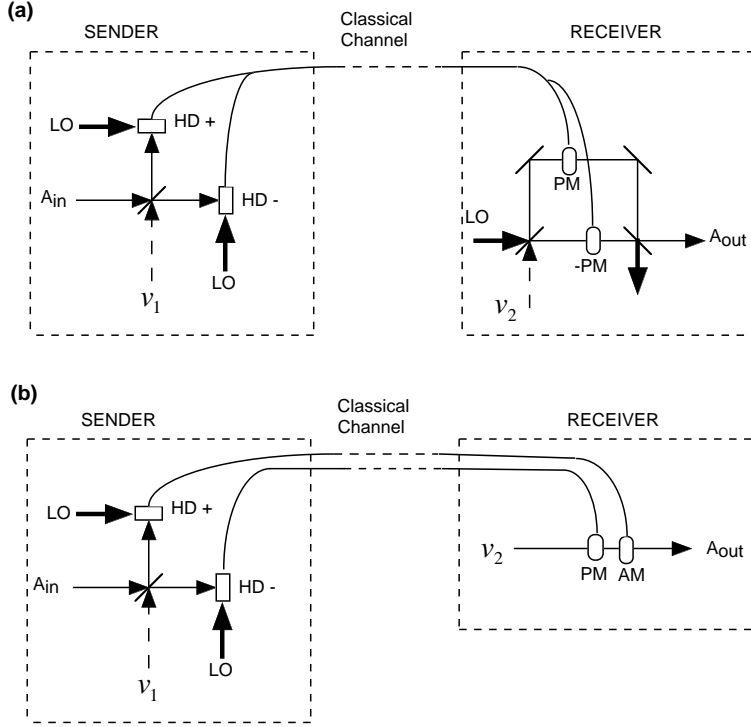 (a)
SENDER
Classical
Channel
RECEIVER
LO
HD +
Ain
HD -
LO
v1
PM
LO
-PM
Aout
v2
(b)
SENDER
Classical
Channel
RECEIVER
LO
HD +
Ain
HD -
LO
v1
v2
PM
AM
Aout